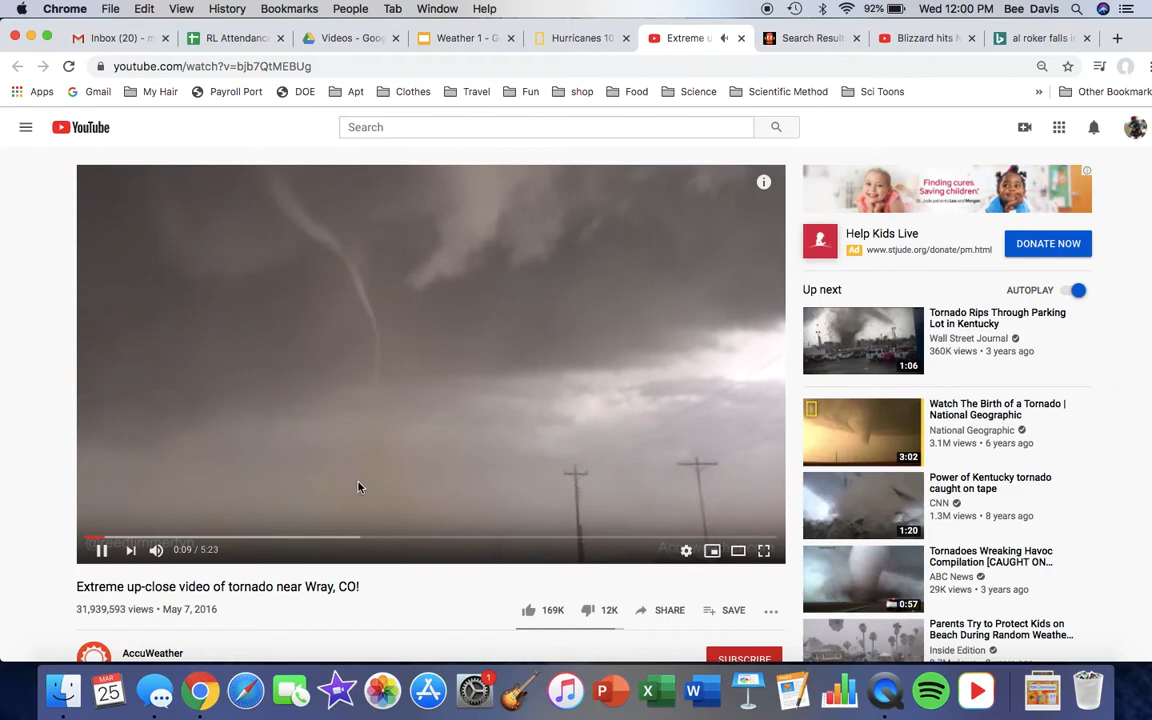 Chrome File Edit View History Bookmarks People Tab Window Help 92% Wed 12:00 PM Bee Davis
Inbox (20) - m RL Attendanc Videos - Goog Weather 1 - G Hurricanes 10 Extreme u Search Result Blizzard hits N al roker falls in
youtube.com/watch?v=bjb7QtMEBUg
Apps Gmail My Hair Payroll Port DOE Apt Clothes Travel Fun shop Food Science Scientific Method Sci Toons » Other Bookmark
YouTube
Search
Finding cures.
Saving children.
Help Kids Live
Ad www.stjude.org/donate/pm.html
DONATE NOW
Up next AUTOPLAY
Tornado Rips Through Parking
Lot in Kentucky
Wall Street Journal
360K views • 3 years ago
1:06
Watch The Birth of a Tornado |
National Geographic
National Geographic
3.1M views • 6 years ago
3:02
Power of Kentucky tornado
caught on tape
CNN
1.3M views • 8 years ago
1:20
Tornadoes Wreaking Havoc
Compilation [CAUGHT ON...
ABC News
29K views • 3 years ago
0:57
Parents Try to Protect Kids on
Beach During Random Weathe...
Inside Edition
0:09 / 5:23
Extreme up-close video of tornado near Wray, CO!
31,939,593 views • May 7, 2016
169K 12K SHARE SAVE
AccuWeather
SUBSCRIBE
MAR
25
1